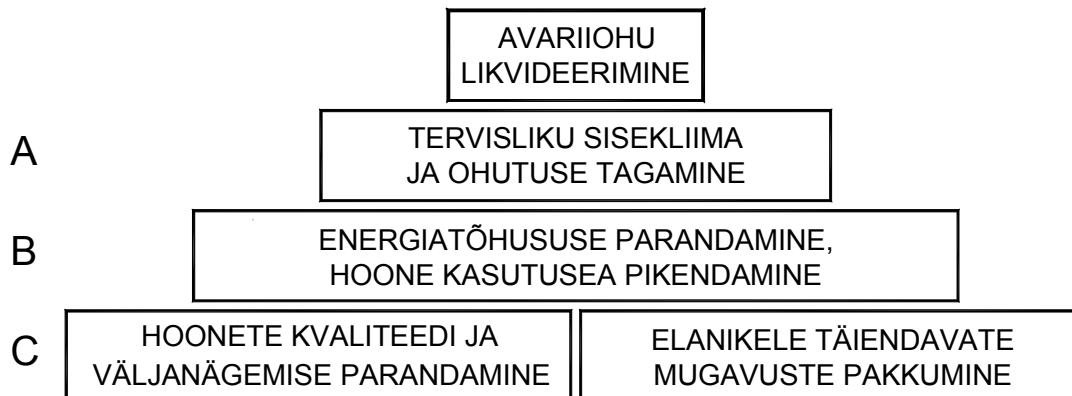 AVARIIOHU
LIKVIDEERIMINE
A
TERVISLIKU SISEKLIIMA
JA OHUTUSE TAGAMINE
B
ENERGIATÕHUSUSE PARANDAMINE,
HOONE KASUTUSEA PIKENDAMINE
C
HOONETE KVALITEEDI JA
VÄLJANÄGEMISE PARANDAMINE
ELANIKELE TÄIENDAVATE
MUGAVUSTE PAKKUMINE